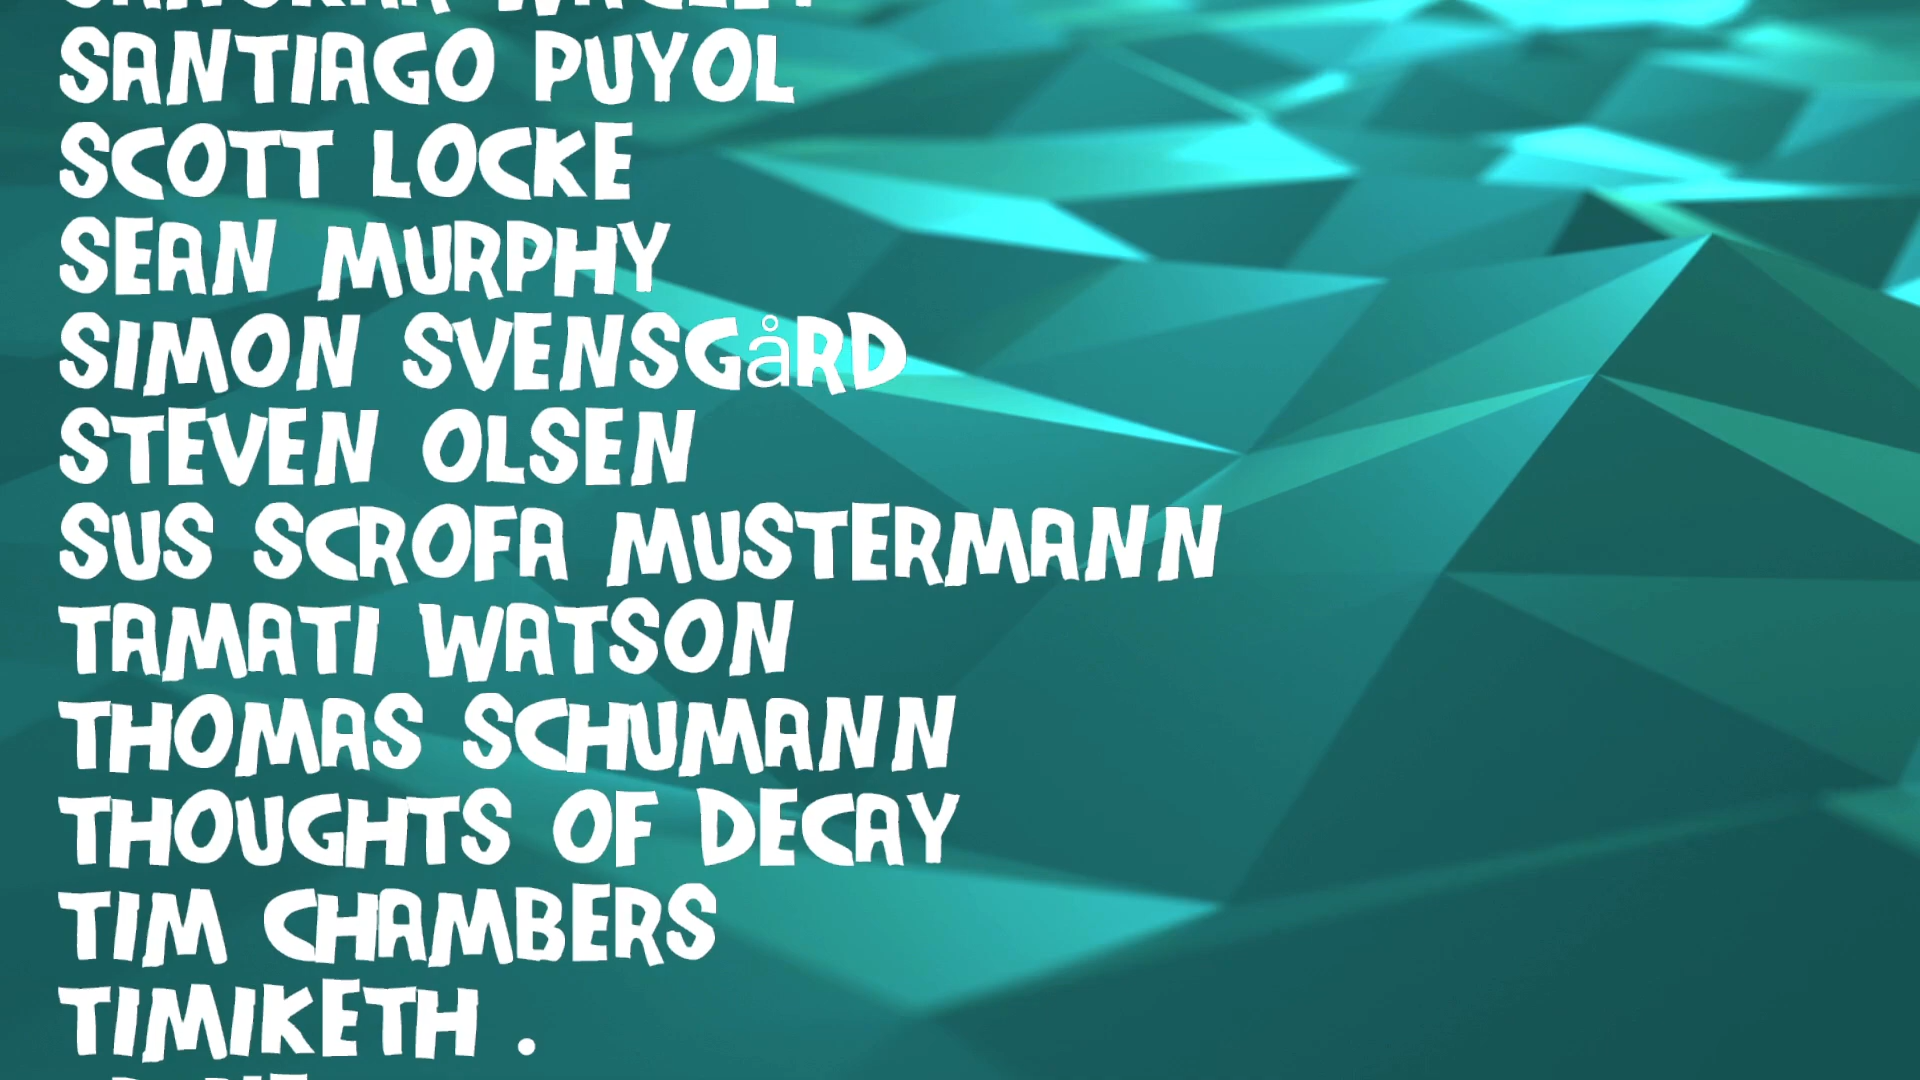 SANTIAGO PUYOL
SCOTT LOCKE
SEAN MURPHY
SIMON SVENSGåRD
STEVEN OLSEN
SUS SCROFA MUSTERMANN
TAMATI WATSON
THOMAS SCHUMANN
THOUGHTS OF DECAY
TIM CHAMBERS
TIMIKETH .